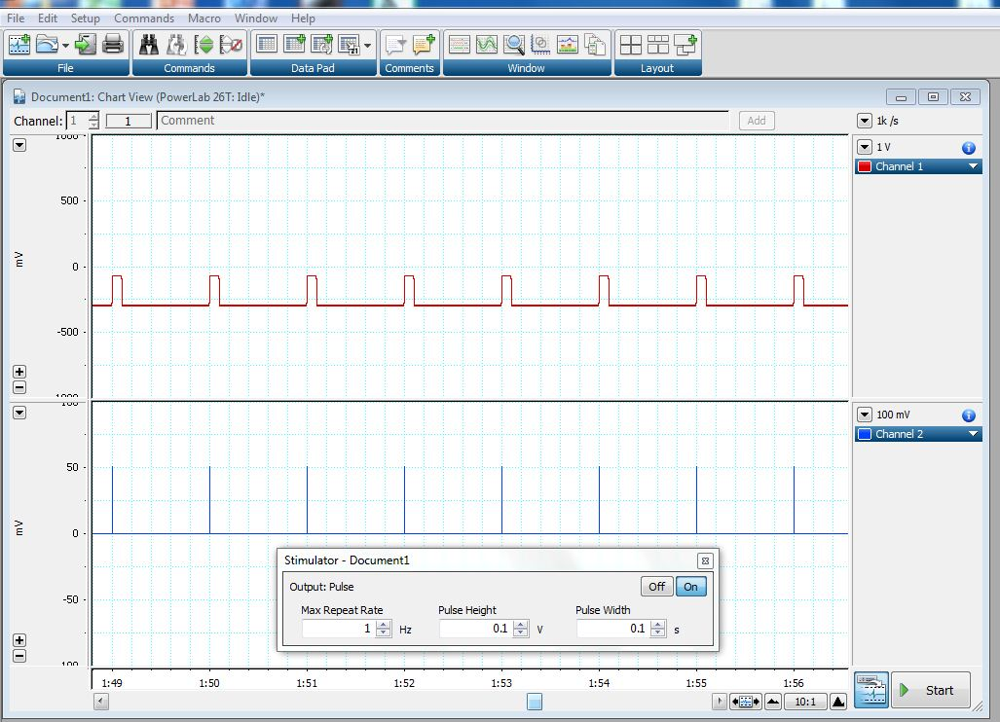 File Edit Setup Commands Macro Window Help
File Commands Data Pad Comments Window Layout
Document1: Chart View (PowerLab 26T: Idle)*
Channel: 1 1 Comment Add 1k /s
1 V
Channel 1
1000
500
0
mV
-500
-1000
100 mV
Channel 2
100
50
0
mV
-50
-100
Stimulator - Document1
Output: Pulse Off On
Max Repeat Rate Pulse Height Pulse Width
1 Hz 0.1 V 0.1 s
1:49 1:50 1:51 1:52 1:53 1:54 1:55 1:56
10:1 Start